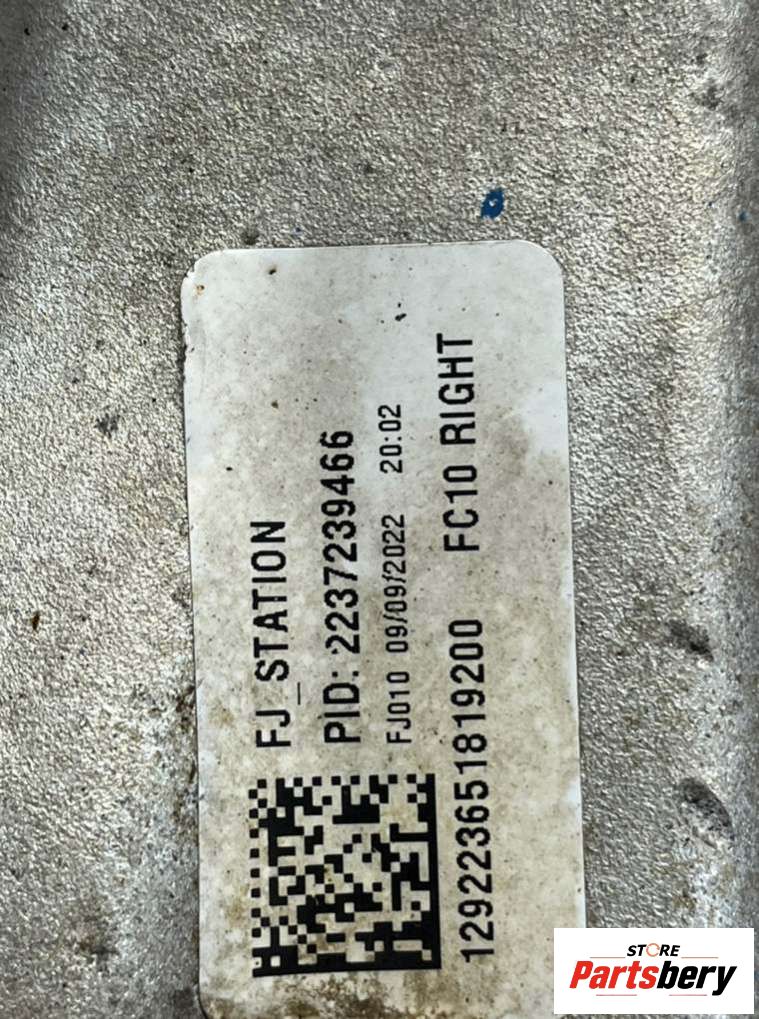 FJ_STATION
PID: 2237239466
FJ010 09/09/2022 20:02
129223651819200 FC10 RIGHT
STORE
Partsbery